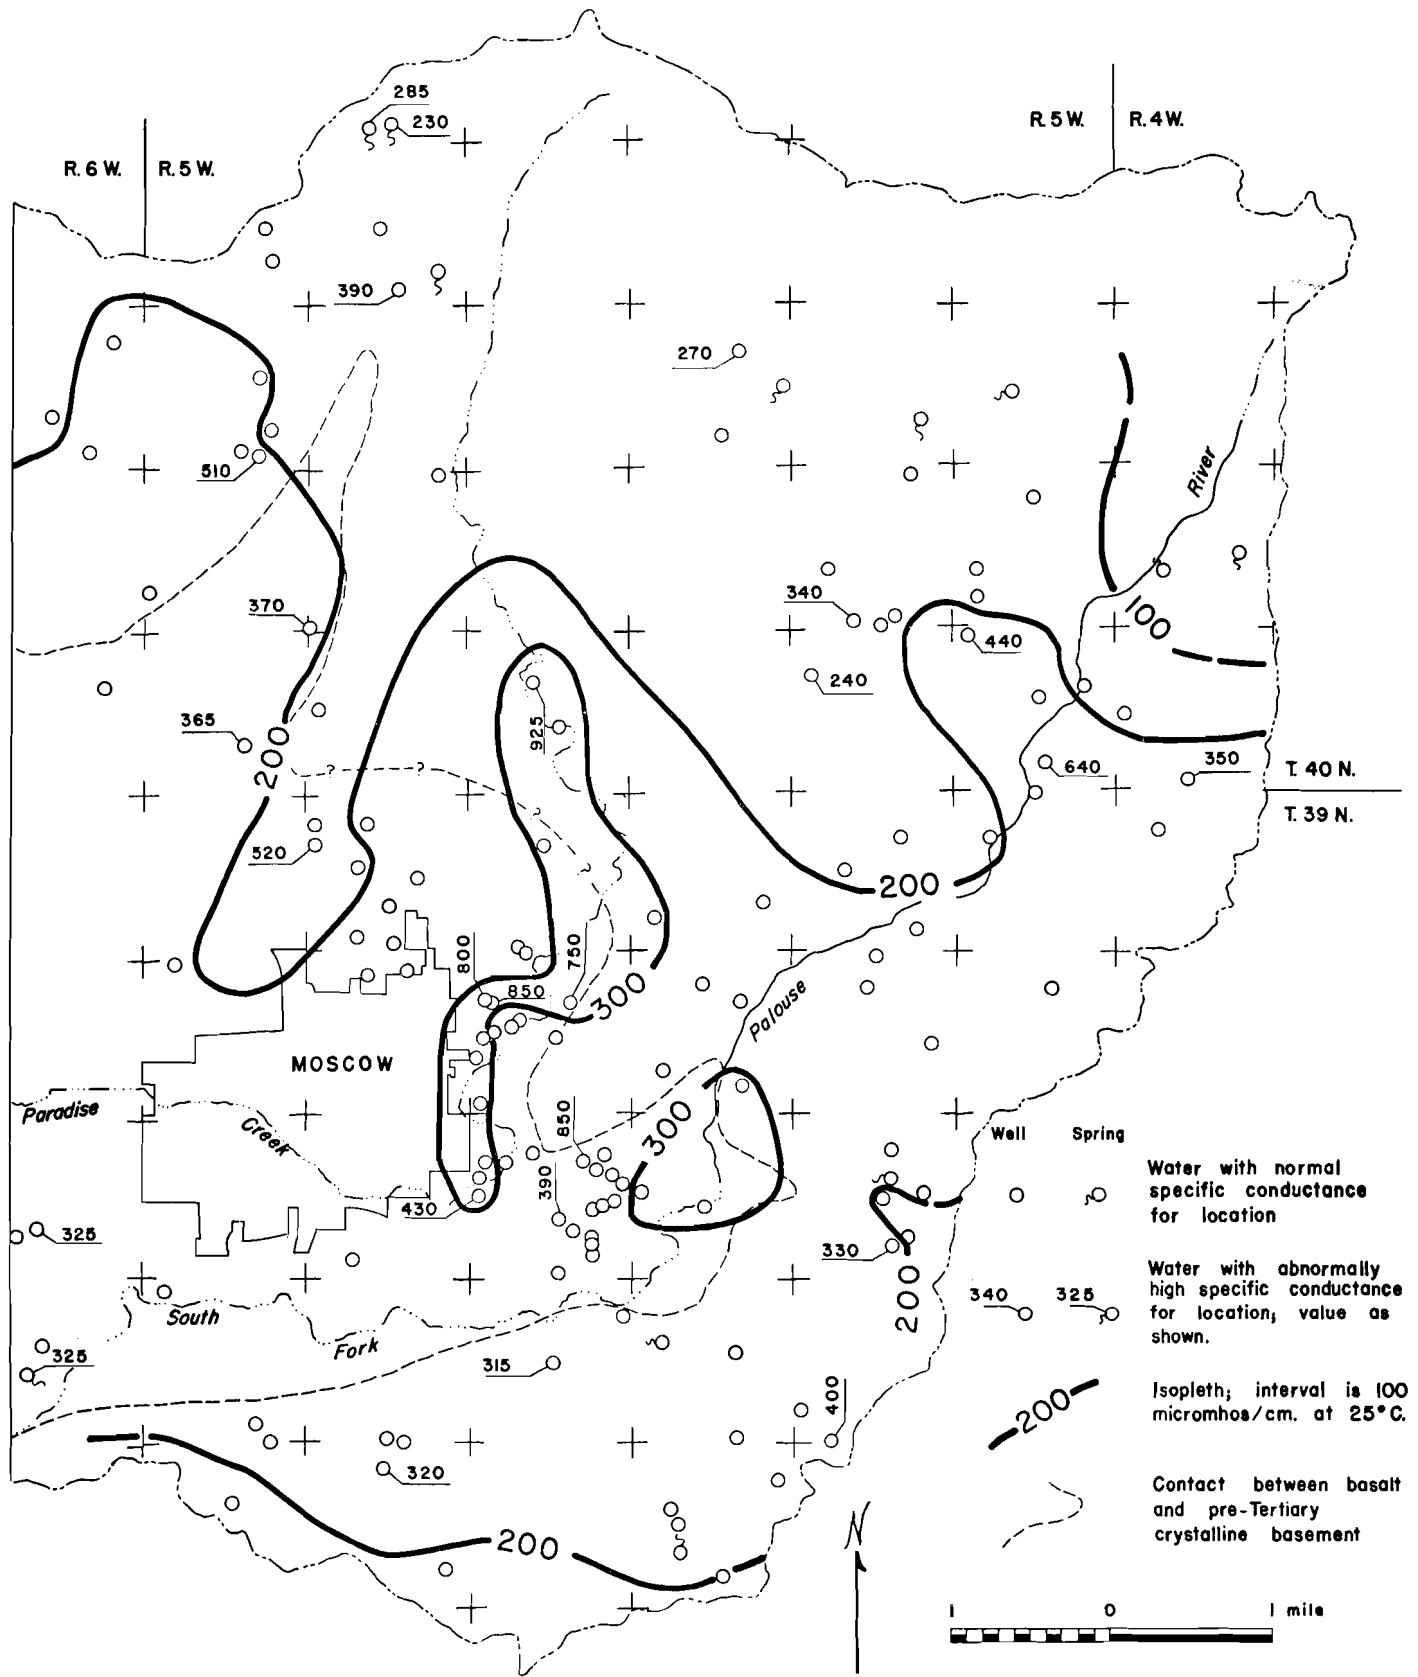 285
230
R. 6 W.
R. 5 W.
R. 5 W.
R. 4 W.
390
270
510
River
370
340
100
440
240
365
200
925
640
350
T. 40 N.
T. 39 N.
520
200
800
750
850
300
Palouse
MOSCOW
Paradise
Creek
850
300
390
430
325
330
200
South
Fork
325
315
400
320
200
N
Well
Spring
Water with normal
specific conductance
for location
340
325
Water with abnormally
high specific conductance
for location; value as
shown.
200
Isopleth; interval is 100
micromhos/cm. at 25°C.
Contact between basalt
and pre-Tertiary
crystalline basement
1 0 1 mile